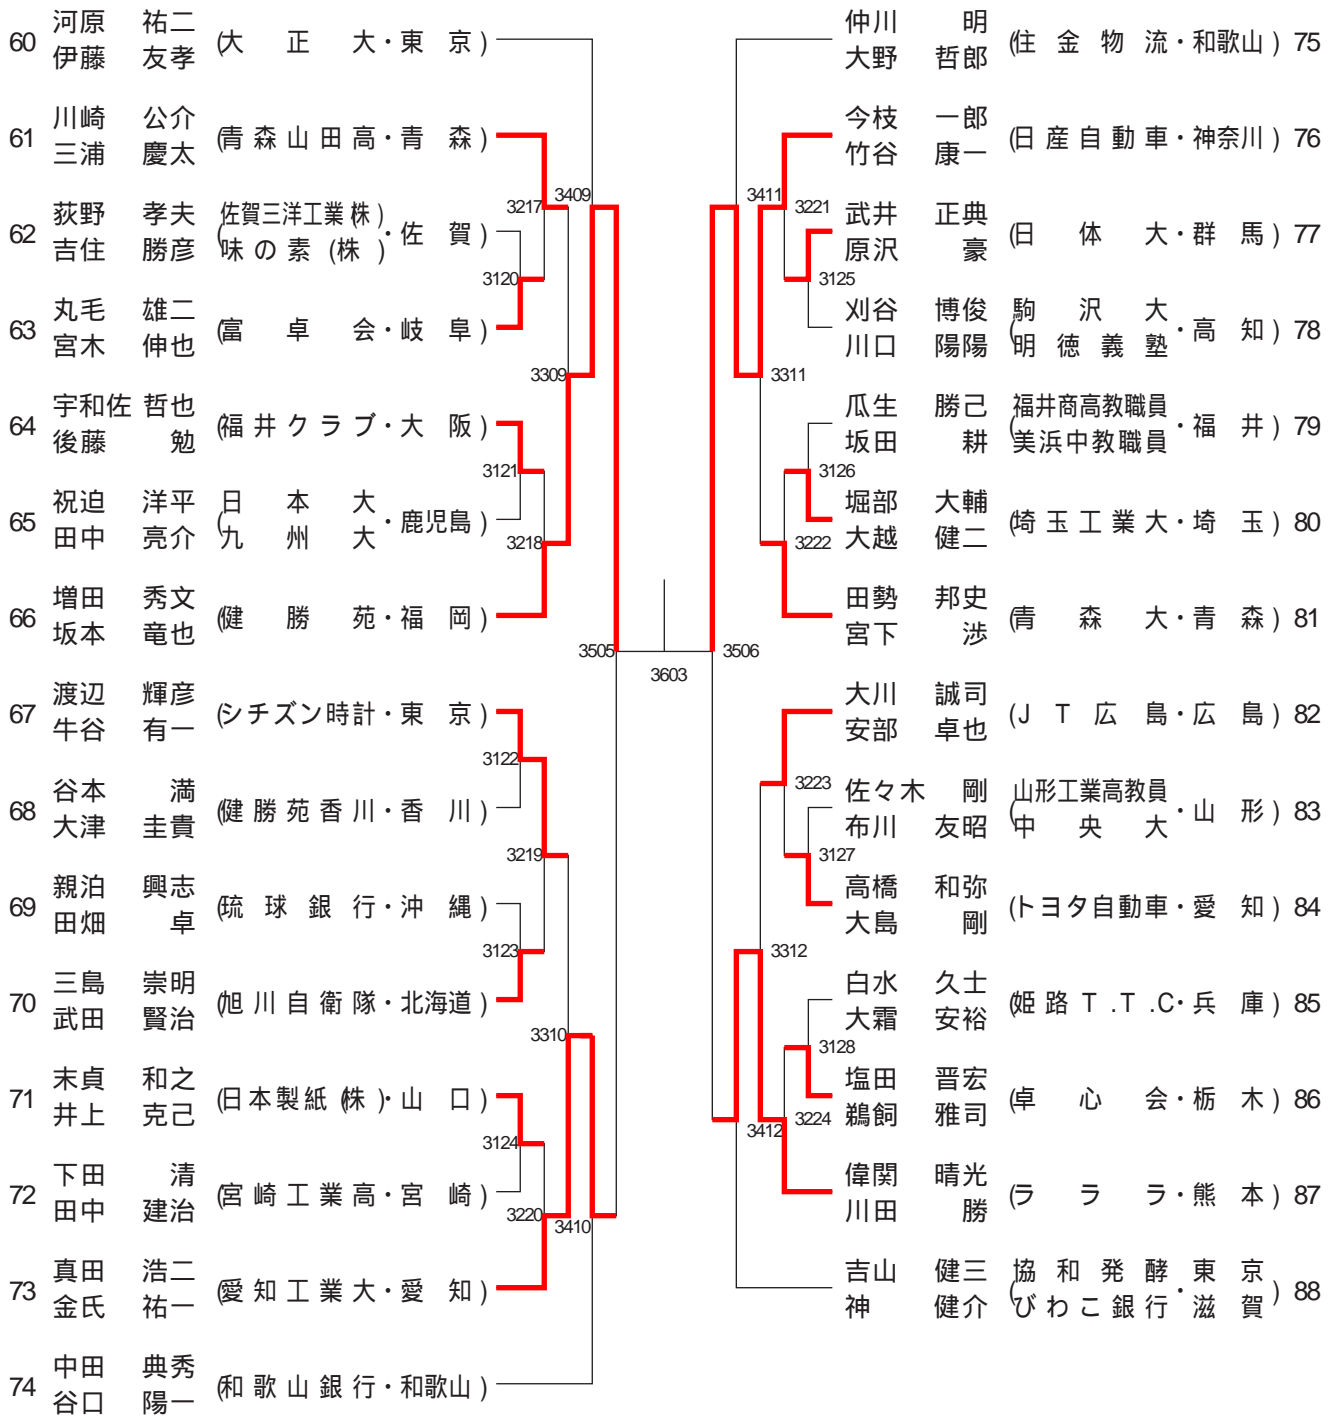 60 河原 祐二 (大正大・東京)
伊藤 友孝
61 川崎 公介 (青森山田高・青森)
三浦 慶太
62 荻野 孝夫 (佐賀三洋工業(株)・佐賀)
吉住 勝彦 味の素(株)
63 丸毛 雄二 (富卓会・岐阜)
宮木 伸也
64 宇和佐 哲也 (福井クラブ・大阪)
後藤 勉
65 祝迫 洋平 (日本大・鹿児島)
田中 亮介 九州大
66 増田 秀文 (健勝苑・福岡)
坂本 竜也
67 渡辺 輝彦 (シチズン時計・東京)
牛谷 有一
68 谷本 満 (健勝苑香川・香川)
大津 圭貴
69 親泊 興志 (琉球銀行・沖縄)
田畑 卓
70 三島 崇明 (旭川自衛隊・北海道)
武田 賢治
71 末貞 和之 (日本製紙(株)・山口)
井上 克己
72 下田 清 (宮崎工業高・宮崎)
田中 建治
73 真田 浩二 (愛知工業大・愛知)
金氏 祐一
74 中田 典秀 (和歌山銀行・和歌山)
谷口 陽一
3409
3217
3120
3309
3121
3218
3505
3122
3219
3123
3310
3124
3220
3410
3603
3411
3221
3125
3311
3126
3222
3506
3223
3127
3312
3128
3224
3412
仲川 明 (住金物流・和歌山) 75
大野 哲郎
今枝 一郎 (日産自動車・神奈川) 76
竹谷 康一
武井 正典 (日体大・群馬) 77
原沢 豪
刈谷 博俊 (駒沢大・高知) 78
川口 陽陽 明徳義塾
瓜生 勝己 (福井商高教職員・福井) 79
坂田 耕 美浜中教職員
堀部 大輔 (埼玉工業大・埼玉) 80
大越 健二
田勢 邦史 (青森大・青森) 81
宮下 渉
大川 誠司 (JT広島・広島) 82
安部 卓也
佐々木 剛 (山形工業高教員・山形) 83
布川 友昭 中央大
高橋 和弥 (トヨタ自動車・愛知) 84
大島 剛
白水 久士 (姫路T.T.C・兵庫) 85
大霜 安裕
塩田 晋宏 (卓心会・栃木) 86
鵜飼 雅司
偉関 晴光 (ララララ・熊本) 87
川田 勝
吉山 健三 (協和発酵・東京) 88
神 健介 びわこ銀行・滋賀